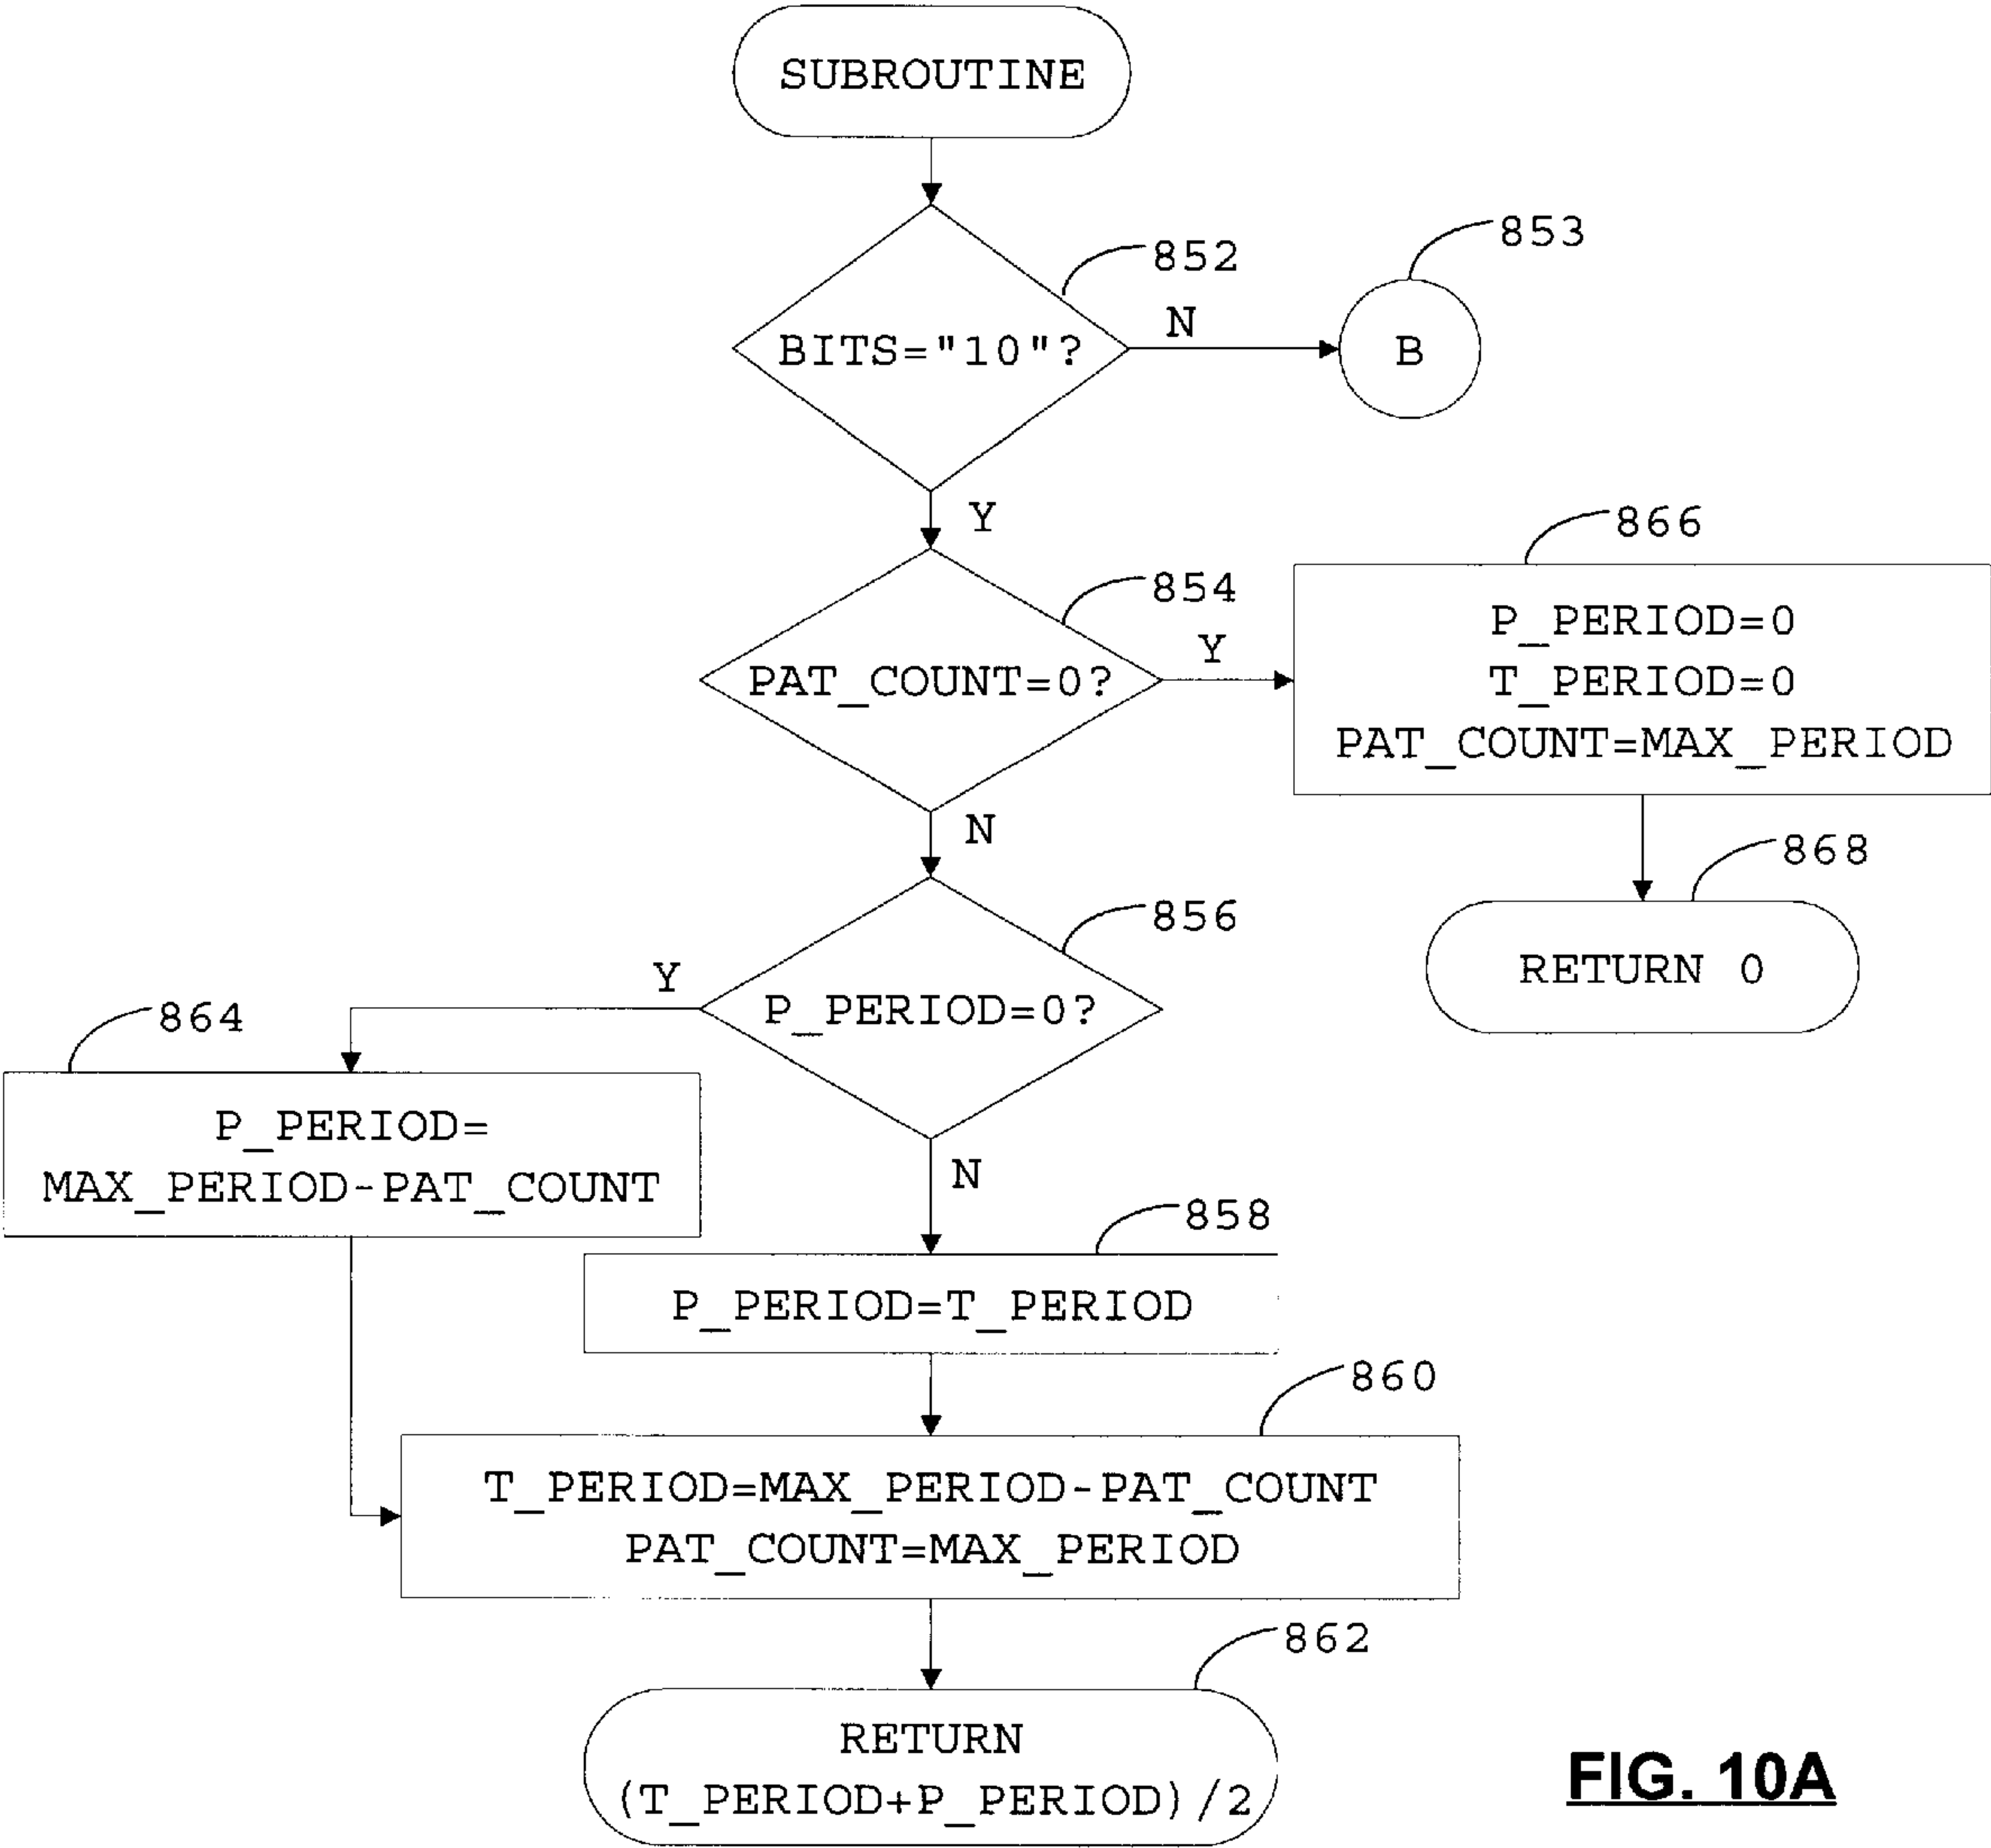 SUBROUTINE
853
852
BITS="10"?
N
B
Y
866
854
P_PERIOD=0
T_PERIOD=0
PAT_COUNT=MAX_PERIOD
PAT_COUNT=0?
Y
N
868
856
RETURN 0
P_PERIOD=0?
Y
864
P_PERIOD=
MAX_PERIOD-PAT_COUNT
N
858
P_PERIOD=T_PERIOD
860
T_PERIOD=MAX_PERIOD-PAT_COUNT
PAT_COUNT=MAX_PERIOD
862
RETURN
(T_PERIOD+P_PERIOD)/2
FIG. 10A